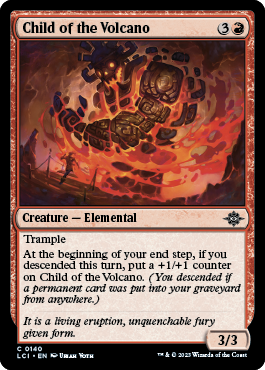 Child of the Volcano 3
Creature — Elemental
Trample
At the beginning of your end step, if you
descended this turn, put a +1/+1 counter
on Child of the Volcano. (You descended if
a permanent card was put into your graveyard
from anywhere.)
It is a living eruption, unquenchable fury
given form.
3/3
C 0140
LCI • EN URIAH VOTH
™ & © 2023 Wizards of the Coast